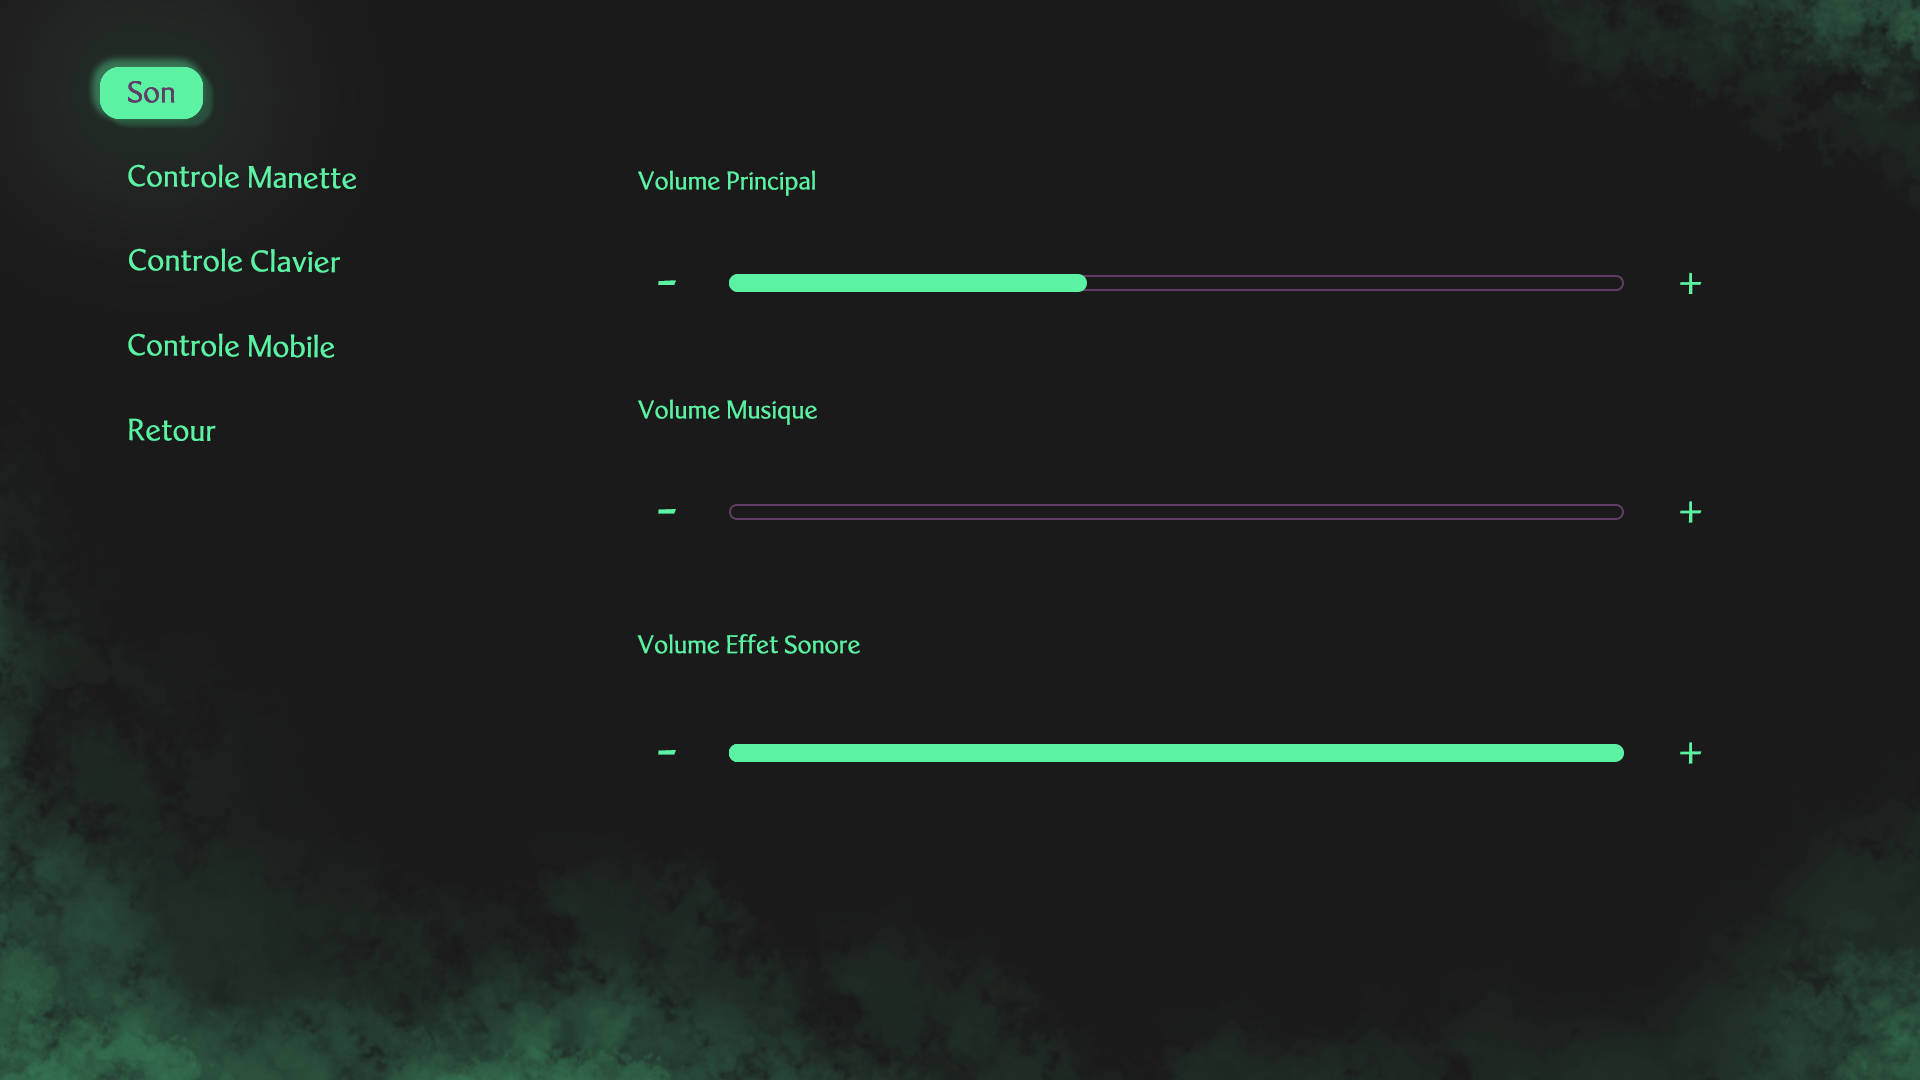 Son
Controle Manette
Controle Clavier
Controle Mobile
Retour
Volume Principal
- +
Volume Musique
- +
Volume Effet Sonore
- +